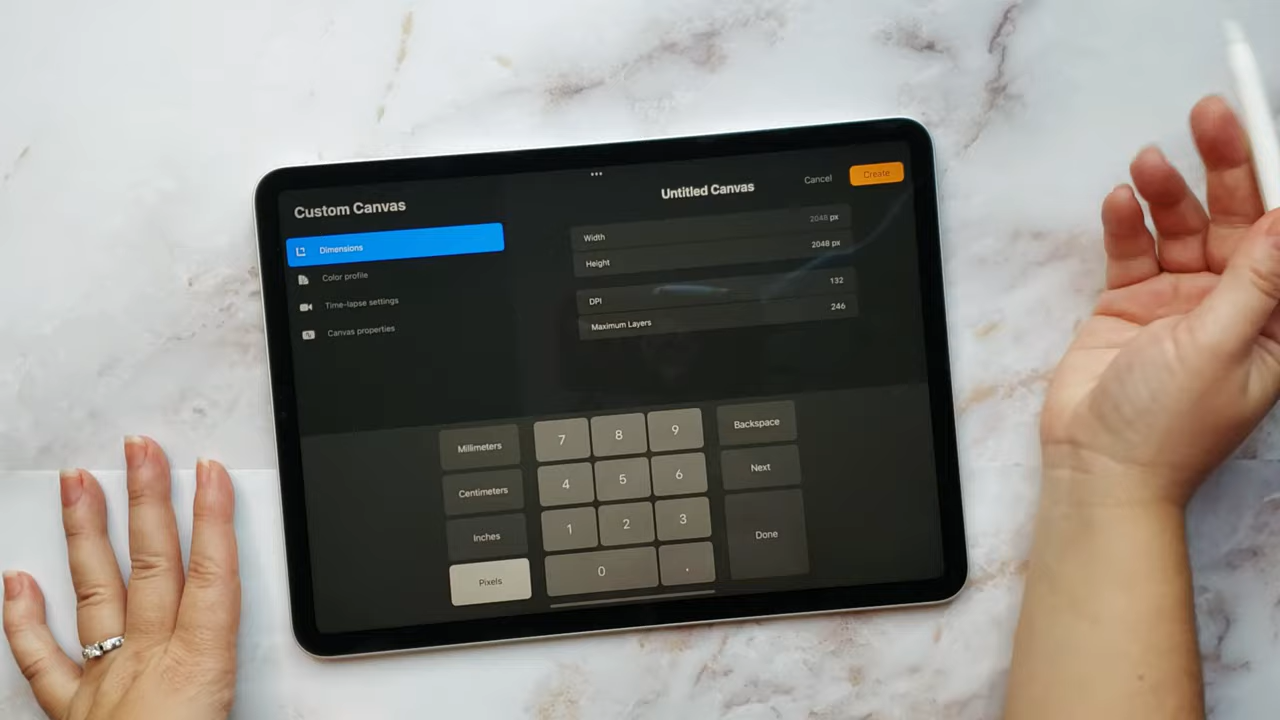 Custom Canvas
Dimensions
Color profile
Time-lapse settings
Canvas properties
Untitled Canvas
Cancel
Create
Width 2048 px
Height 2048 px
DPI 132
Maximum Layers 246
Millimeters 7 8 9 Backspace
Centimeters 4 5 6 Next
Inches 1 2 3 Done
Pixels 0 .